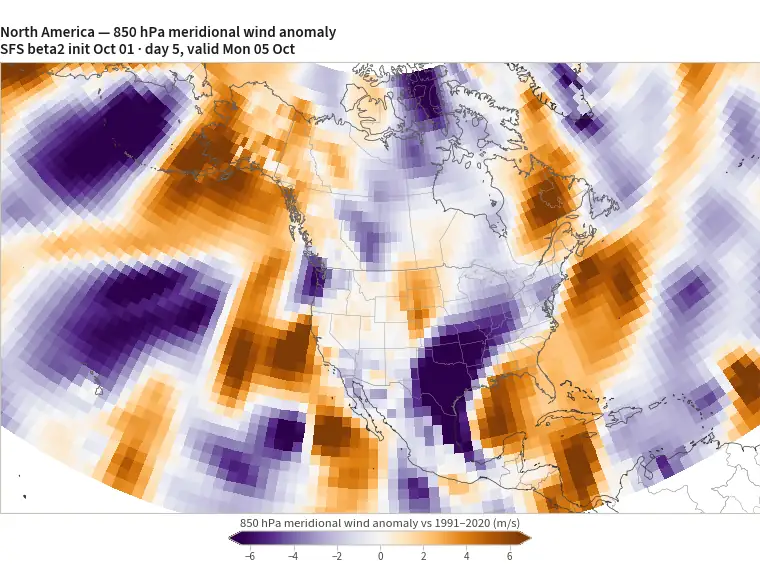 North America — 850 hPa meridional wind anomaly
SFS beta2 init Oct 01 · day 5, valid Mon 05 Oct
850 hPa meridional wind anomaly vs 1991–2020 (m/s)
−6 −4 −2 0 2 4 6